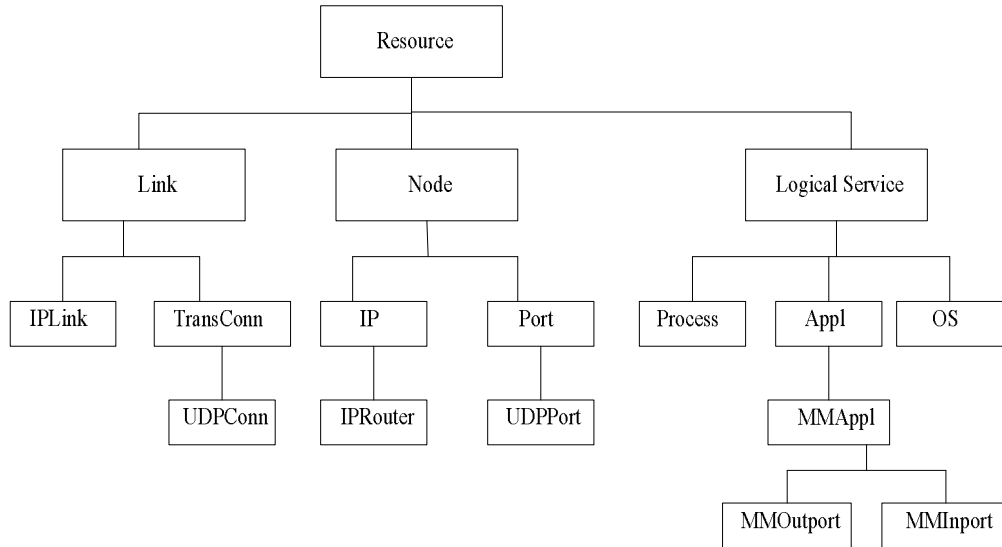 Resource
Link
Node
Logical Service
IPLink
TransConn
IP
Port
Process
Appl
OS
UDPConn
IPRouter
UDPPort
MMAppl
MMOutport
MMInport